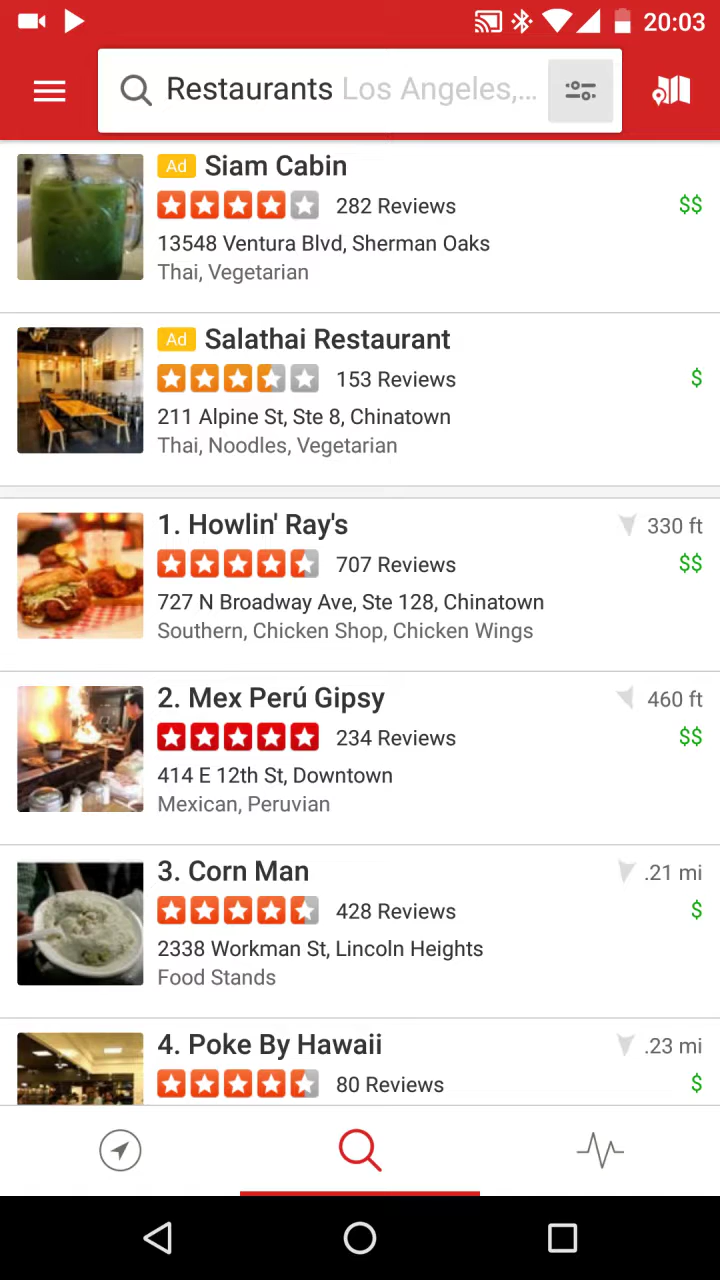 20:03
Restaurants Los Angeles,...
Ad Siam Cabin
282 Reviews $$
13548 Ventura Blvd, Sherman Oaks
Thai, Vegetarian
Ad Salathai Restaurant
153 Reviews $
211 Alpine St, Ste 8, Chinatown
Thai, Noodles, Vegetarian
1. Howlin' Ray's 330 ft
707 Reviews $$
727 N Broadway Ave, Ste 128, Chinatown
Southern, Chicken Shop, Chicken Wings
2. Mex Perú Gipsy 460 ft
234 Reviews $$
414 E 12th St, Downtown
Mexican, Peruvian
3. Corn Man .21 mi
428 Reviews $
2338 Workman St, Lincoln Heights
Food Stands
4. Poke By Hawaii .23 mi
80 Reviews $